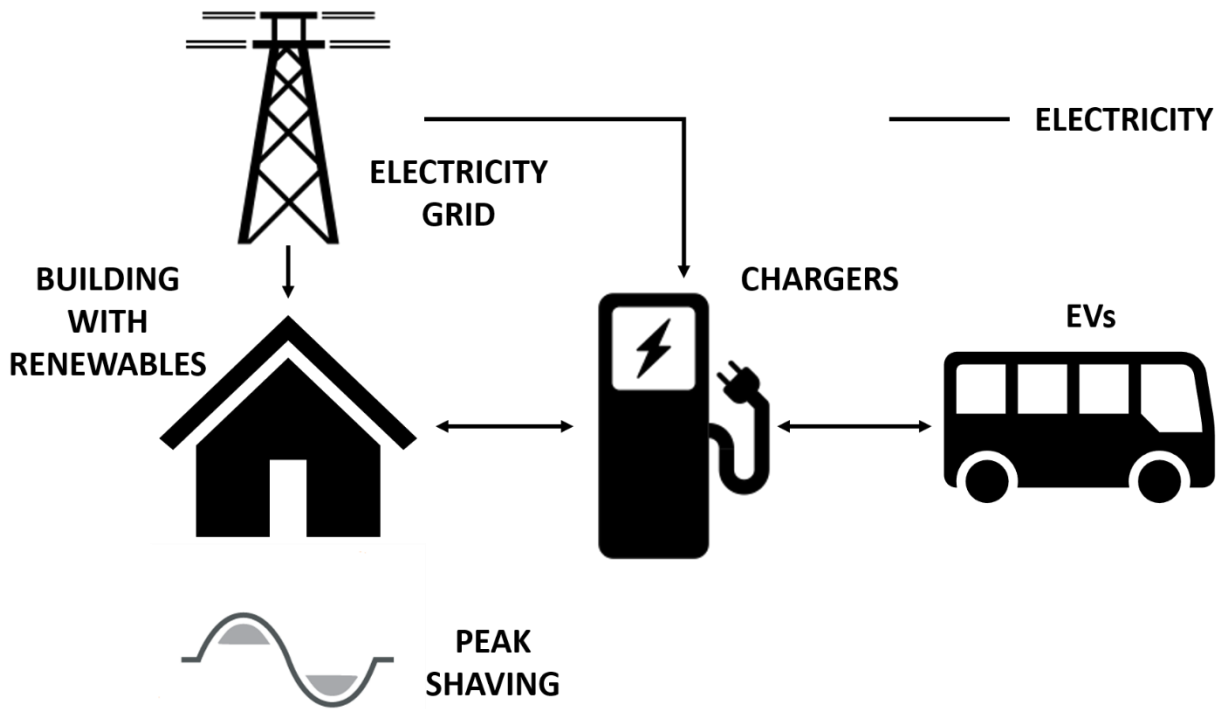 ELECTRICITY
GRID
ELECTRICITY
BUILDING
WITH
RENEWABLES
CHARGERS
EVs
PEAK
SHAVING